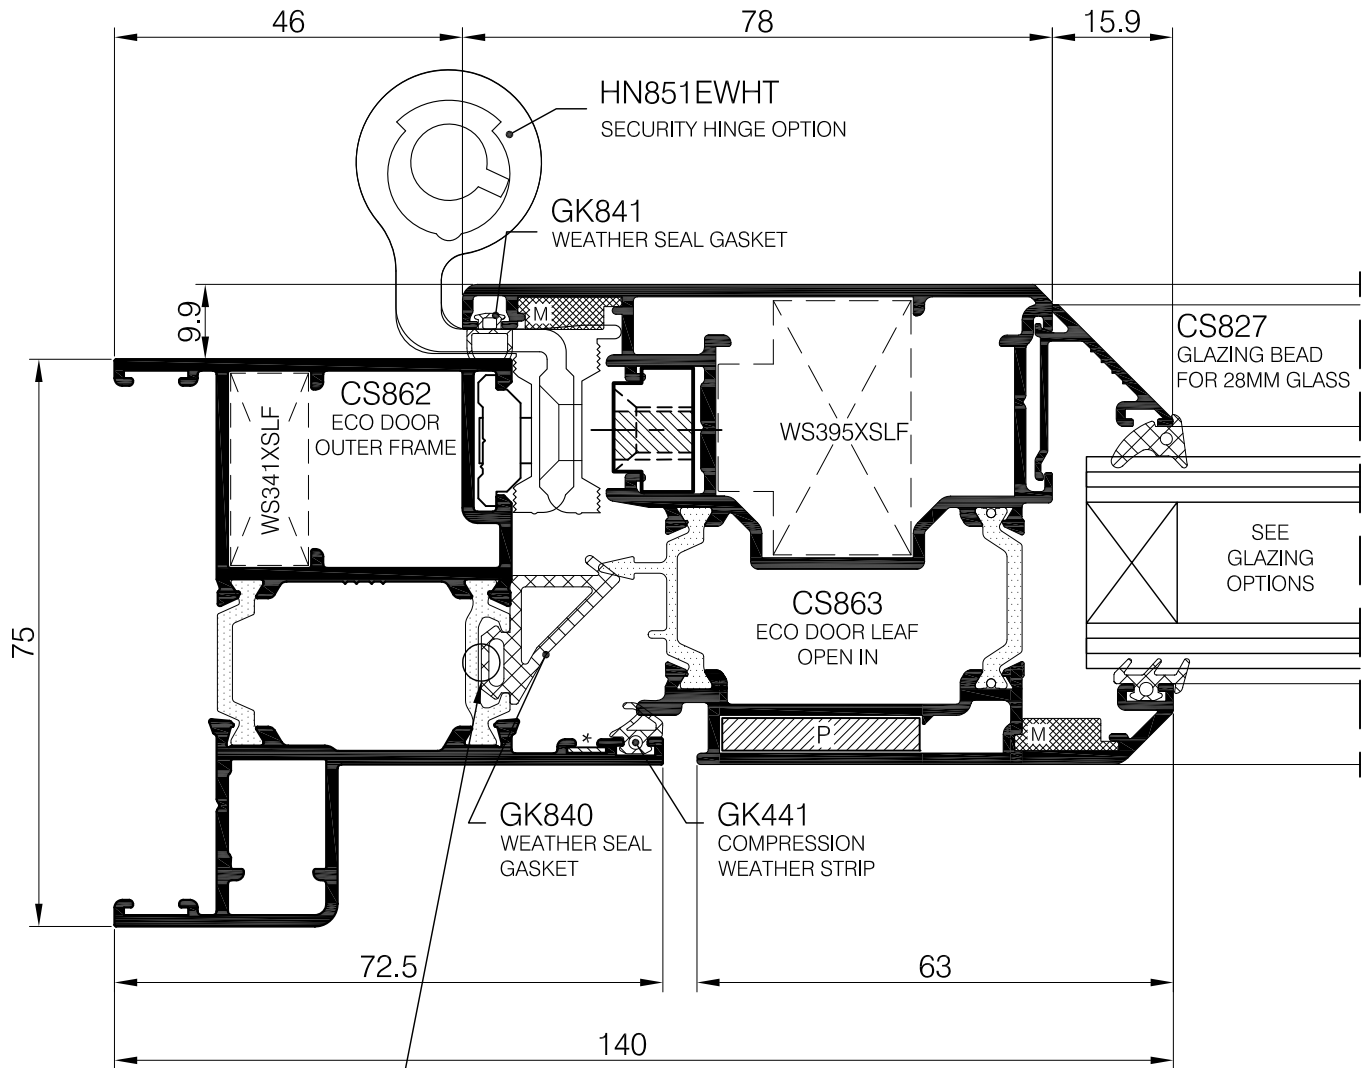 46
78
15.9
HN851EWHT
SECURITY HINGE OPTION
GK841
WEATHER SEAL GASKET
9.9
M
CS827
GLAZING BEAD
FOR 28MM GLASS
CS862
ECO DOOR
OUTER FRAME
WS341XSLF
WS395XSLF
SEE
GLAZING
OPTIONS
CS863
ECO DOOR LEAF
OPEN IN
75
P
M
*
GK840
WEATHER SEAL
GASKET
GK441
COMPRESSION
WEATHER STRIP
72.5
63
140